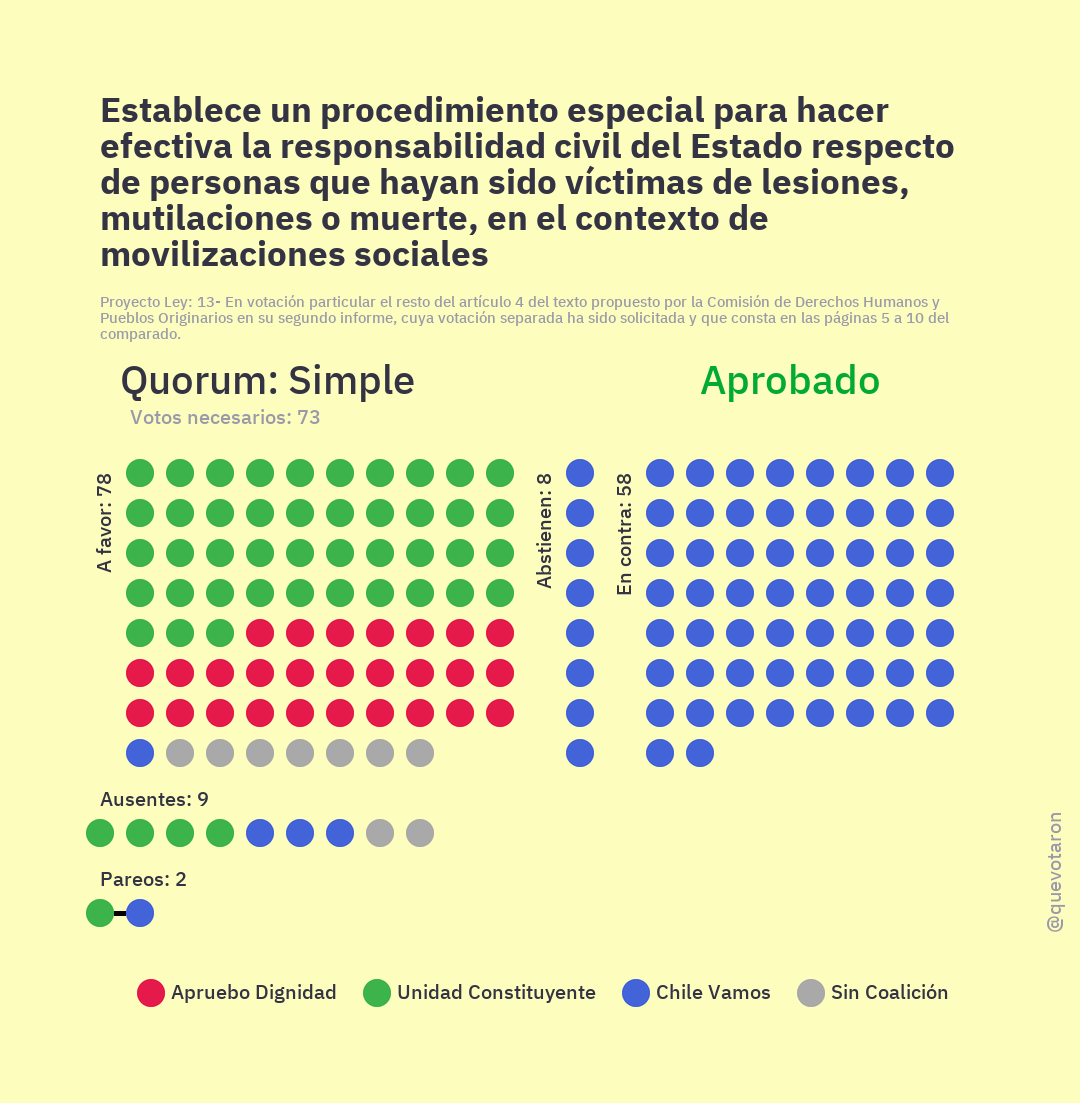 Establece un procedimiento especial para hacer
efectiva la responsabilidad civil del Estado respecto
de personas que hayan sido víctimas de lesiones,
mutilaciones o muerte, en el contexto de
movilizaciones sociales
Proyecto Ley: 13- En votación particular el resto del artículo 4 del texto propuesto por la Comisión de Derechos Humanos y
Pueblos Originarios en su segundo informe, cuya votación separada ha sido solicitada y que consta en las páginas 5 a 10 del
comparado.
Quorum: Simple
Aprobado
Votos necesarios: 73
A favor: 78
Abstienen: 8
En contra: 58
Ausentes: 9
Pareos: 2
@quevotaron
Apruebo Dignidad
Unidad Constituyente
Chile Vamos
Sin Coalición